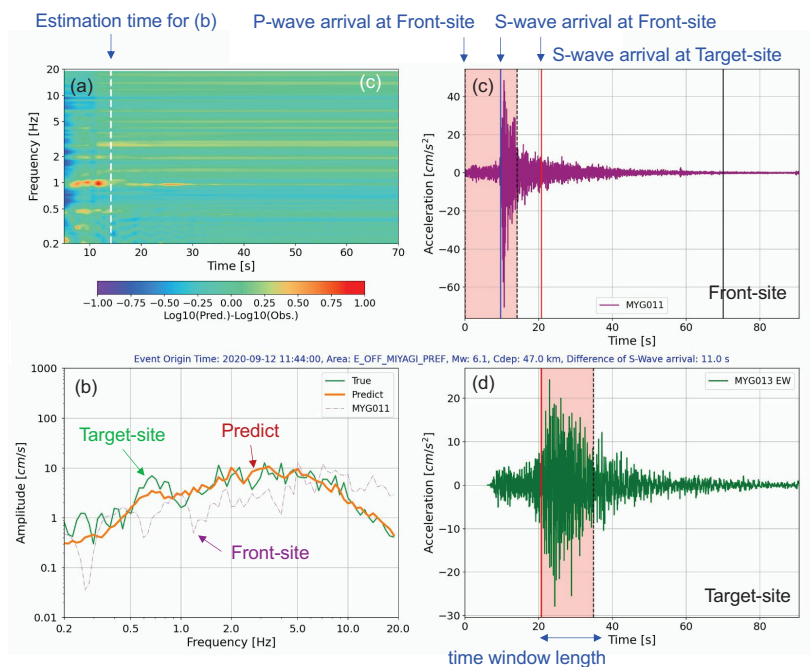 Estimation time for (b)
P-wave arrival at Front-site
S-wave arrival at Front-site
S-wave arrival at Target-site
(a)
(c)
20
10
5
2
1
0.5
0.2
Frequency [Hz]
10 20 30 40 50 60 70
Time [s]
−1.00 −0.75 −0.50 −0.25 0.00 0.25 0.50 0.75 1.00
Log10(Pred.)-Log10(Obs.)
(c)
40
20
0
−20
−40
−60
Acceleration [cm/s²]
MYG011
Front-site
0 20 40 60 80
Time [s]
Event Origin Time: 2020-09-12 11:44:00, Area: E_OFF_MIYAGI_PREF, Mw: 6.1, Cdep: 47.0 km, Difference of S-Wave arrival: 11.0 s
(b)
1000
100
10
1
0.1
0.01
Amplitude [cm/s]
True
Predict
MYG011
Target-site
Predict
Front-site
0.2 0.5 1.0 2.0 5.0 10.0 20.0
Frequency [Hz]
(d)
30
20
10
0
−10
−20
−30
Acceleration [cm/s²]
MYG013 EW
Target-site
0 20 40 60 80
Time [s]
time window length